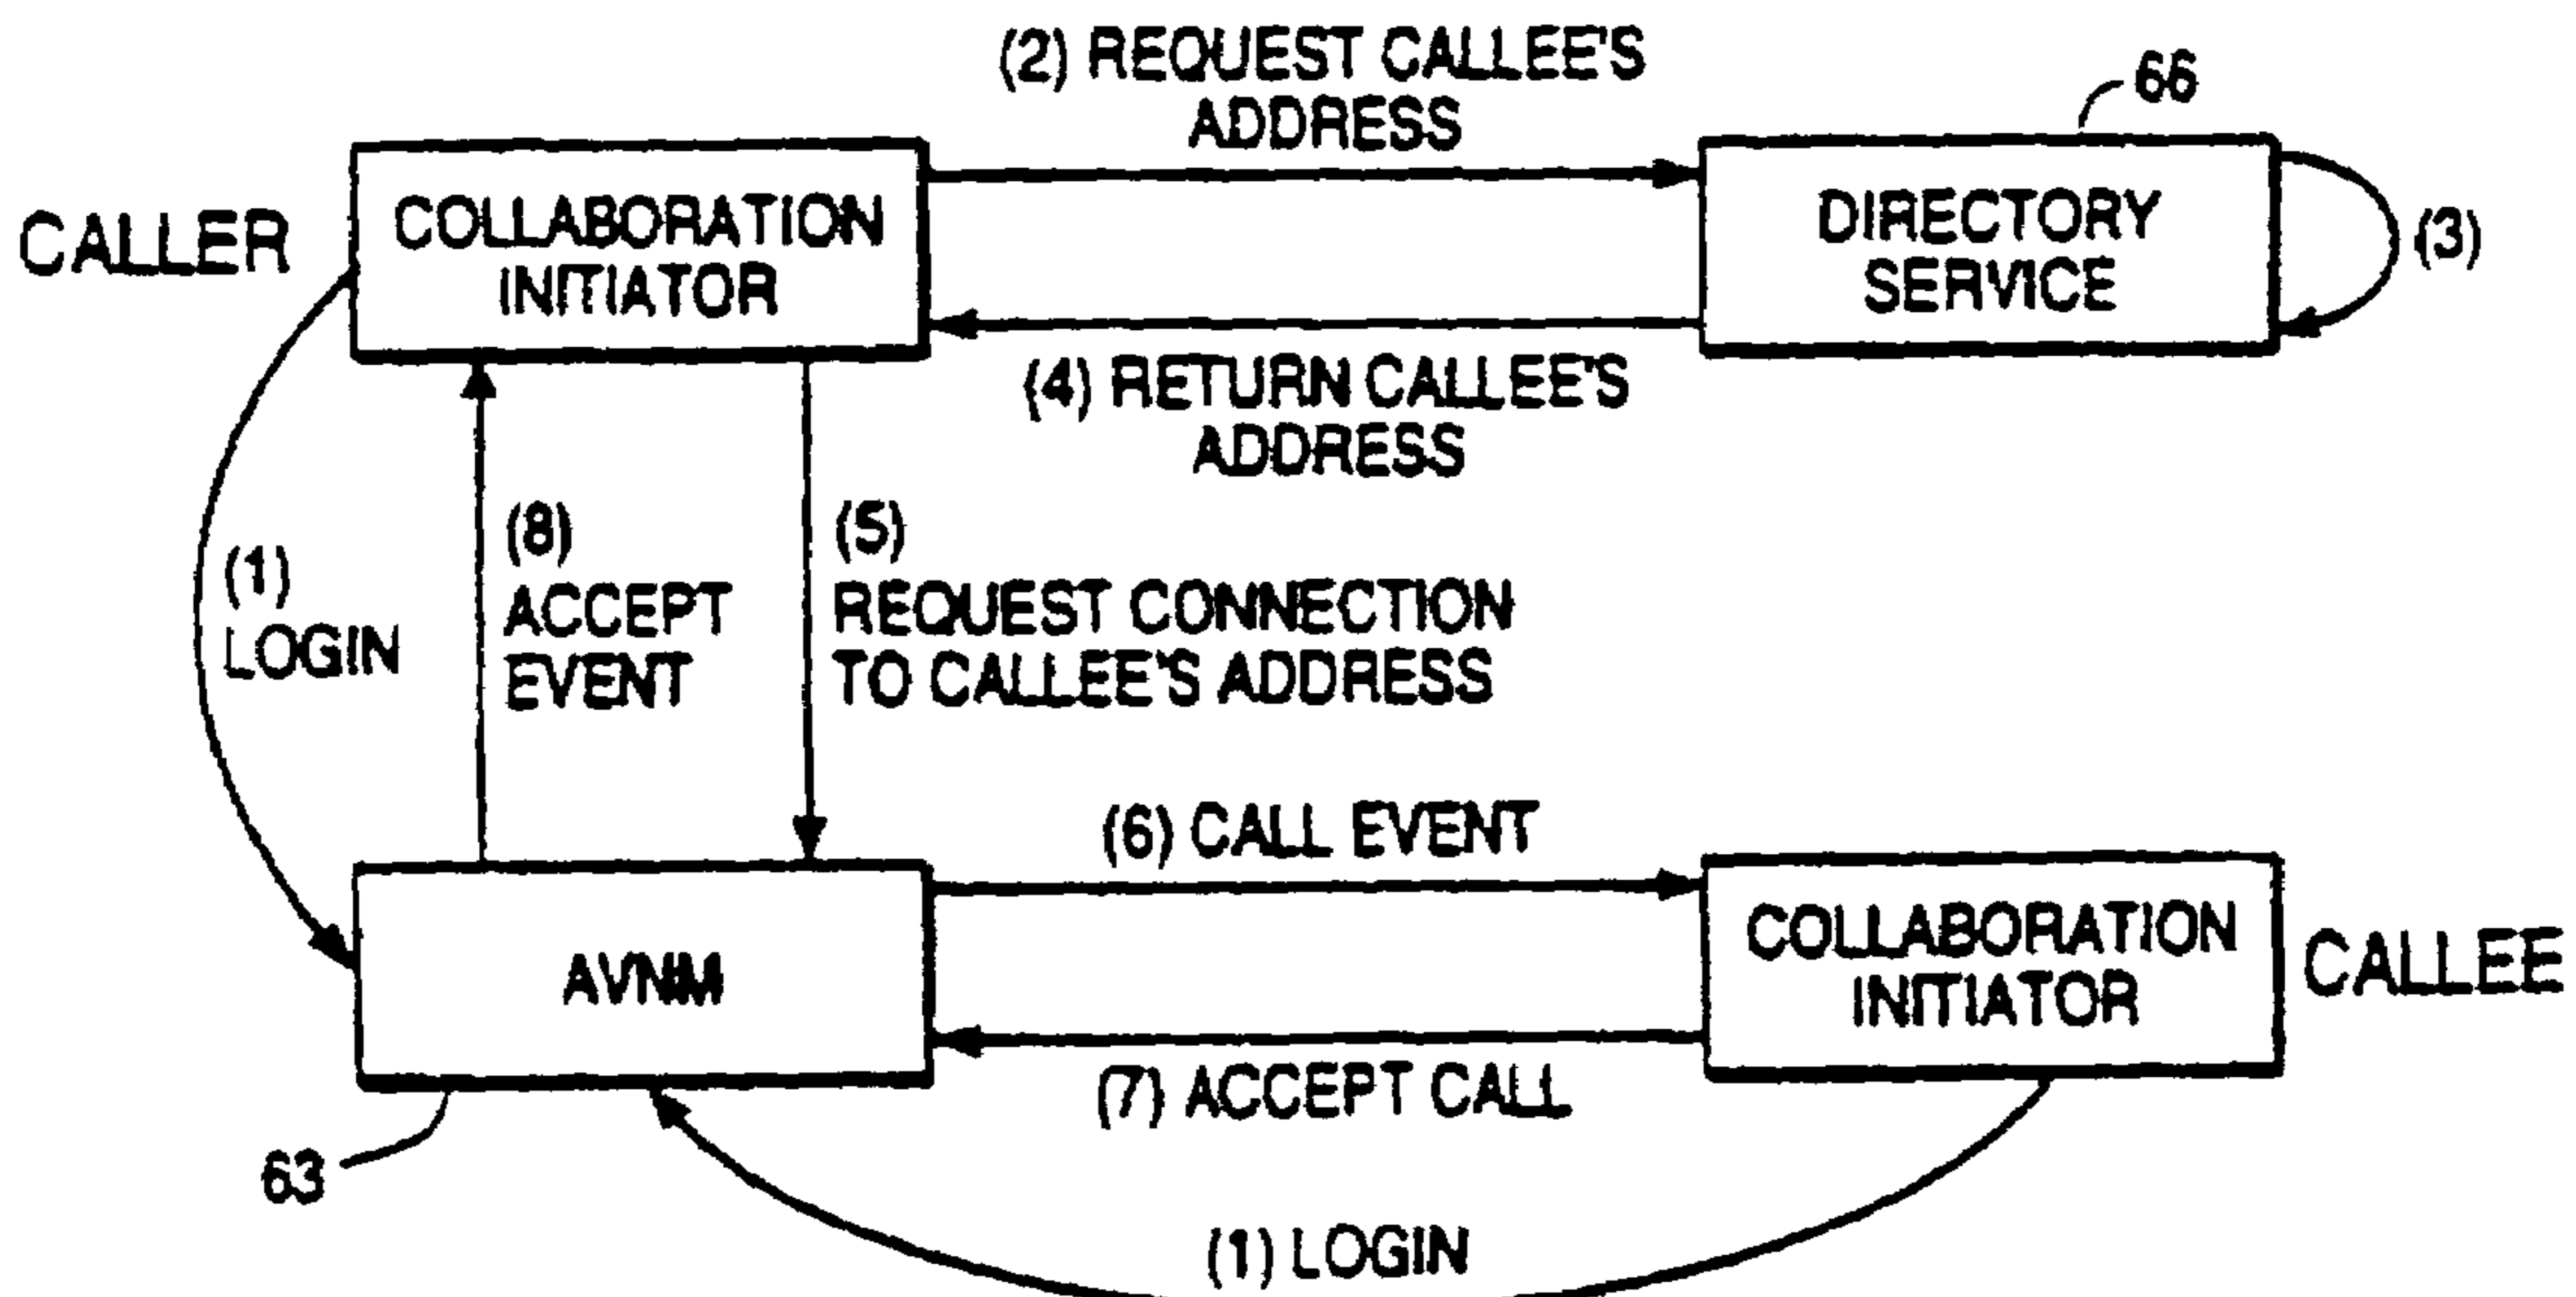 (2) REQUEST CALLEE'S
ADDRESS
66
CALLER
COLLABORATION
INITIATOR
DIRECTORY
SERVICE
(3)
(4) RETURN CALLEE'S
ADDRESS
(1)
LOGIN
(8)
ACCEPT
EVENT
(5)
REQUEST CONNECTION
TO CALLEE'S ADDRESS
(6) CALL EVENT
AVNM
COLLABORATION
INITIATOR
CALLEE
(7) ACCEPT CALL
63
(1) LOGIN